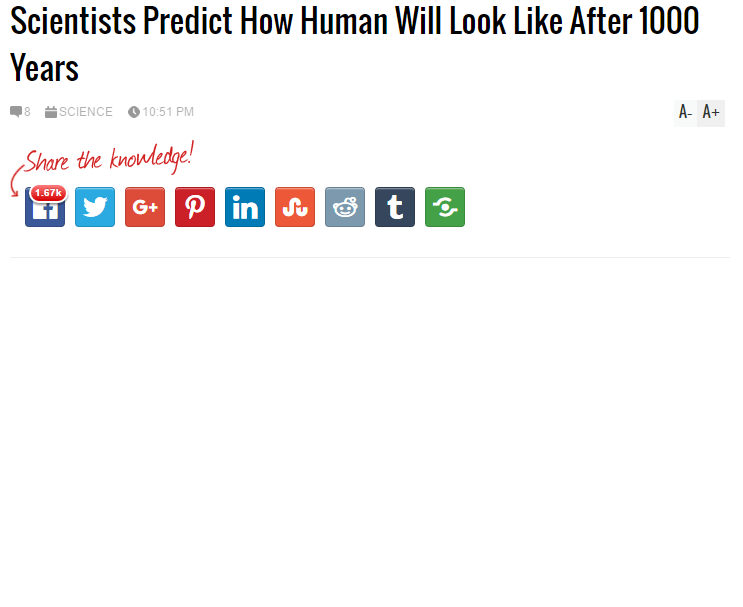 Scientists Predict How Human Will Look Like After 1000
Years
8 SCIENCE 10:51 PM A- A+
Share the knowledge!
1.67k
G+ in t